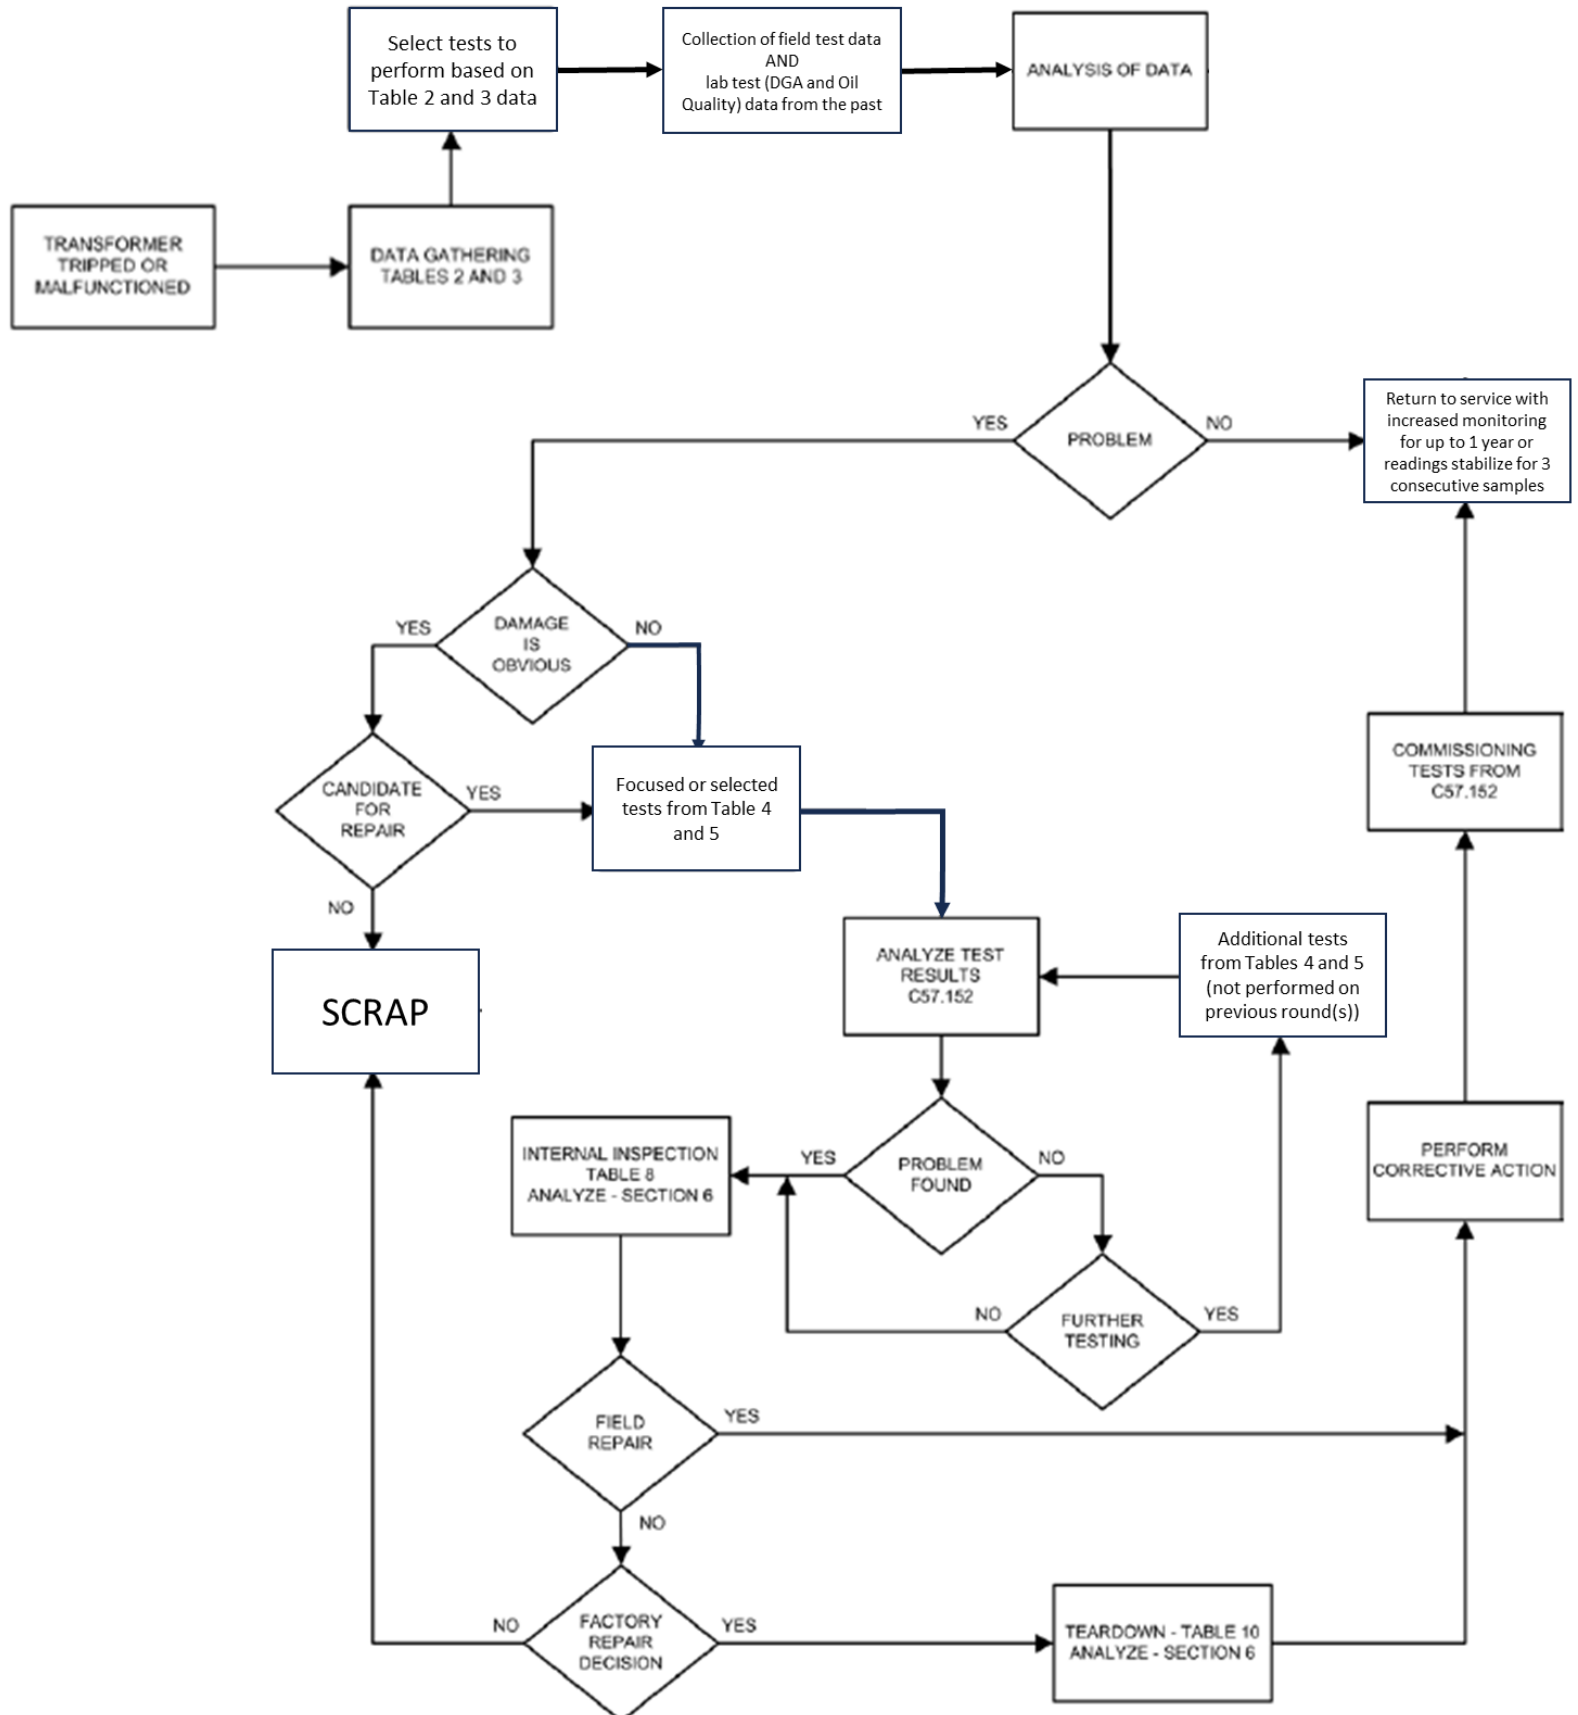 Select tests to
perform based on
Table 2 and 3 data
Collection of field test data
AND
lab test (DGA and Oil
Quality) data from the past
ANALYSIS OF DATA
TRANSFORMER
TRIPPED OR
MALFUNCTIONED
DATA GATHERING
TABLES 2 AND 3
YES
PROBLEM
NO
Return to service with
increased monitoring
for up to 1 year or
readings stabilize for 3
consecutive samples
YES
DAMAGE
IS
OBVIOUS
NO
CANDIDATE
FOR
REPAIR
YES
NO
Focused or selected
tests from Table 4
and 5
COMMISSIONING
TESTS FROM
C57.152
SCRAP
ANALYZE TEST
RESULTS
C57.152
Additional tests
from Tables 4 and 5
(not performed on
previous round(s))
INTERNAL INSPECTION
TABLE 8
ANALYZE - SECTION 6
YES
PROBLEM
FOUND
NO
PERFORM
CORRECTIVE ACTION
NO
FURTHER
TESTING
YES
FIELD
REPAIR
YES
NO
NO
FACTORY
REPAIR
DECISION
YES
TEARDOWN - TABLE 10
ANALYZE - SECTION 6